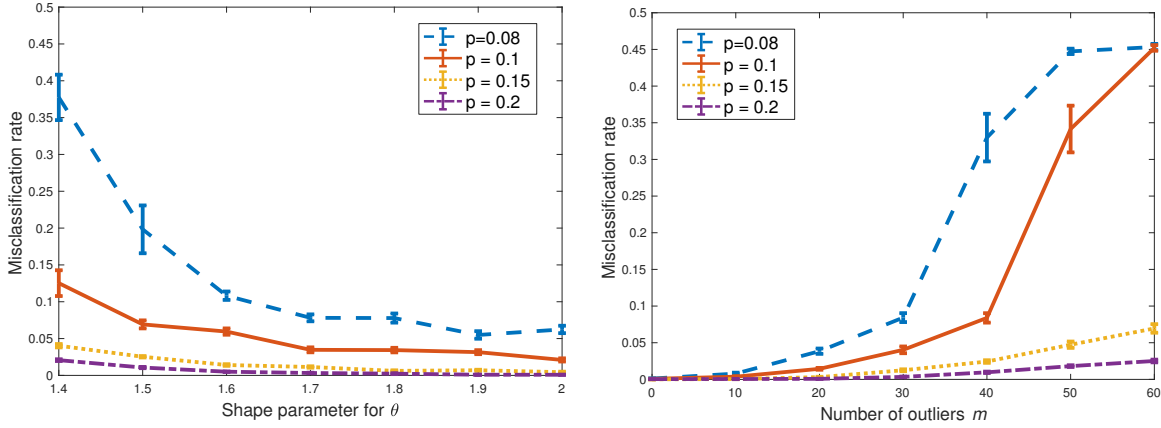 0.5
0.45
0.4
0.35
0.3
0.25
0.2
0.15
0.1
0.05
0
Misclassification rate
p=0.08
p = 0.1
p = 0.15
p = 0.2
1.4 1.5 1.6 1.7 1.8 1.9 2
Shape parameter for θ
0.5
0.45
0.4
0.35
0.3
0.25
0.2
0.15
0.1
0.05
0
Misclassification rate
p=0.08
p = 0.1
p = 0.15
p = 0.2
0 10 20 30 40 50 60
Number of outliers m